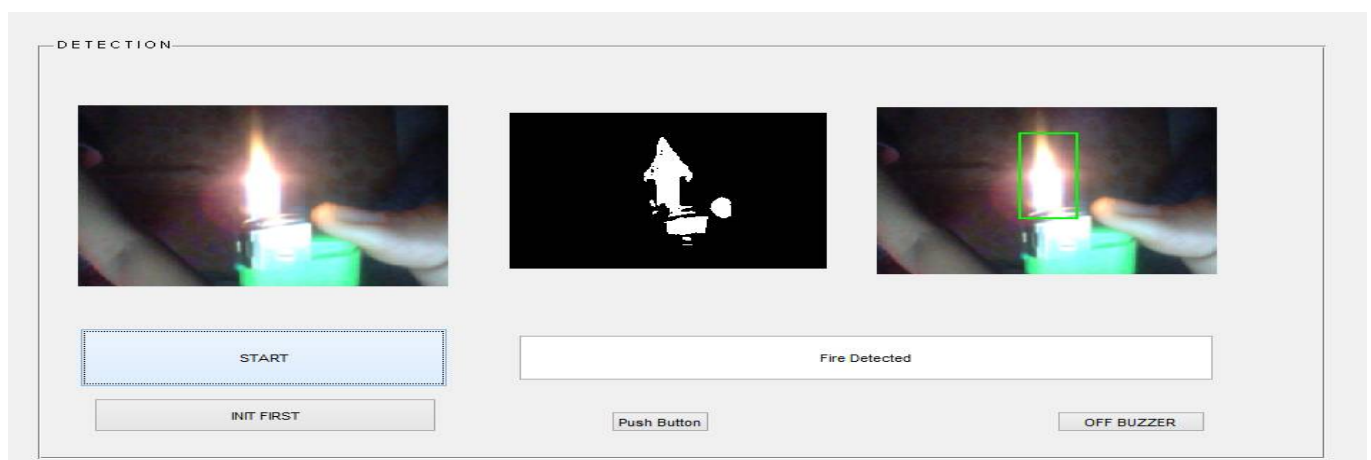 DETECTION
START
Fire Detected
INIT FIRST
Push Button
OFF BUZZER